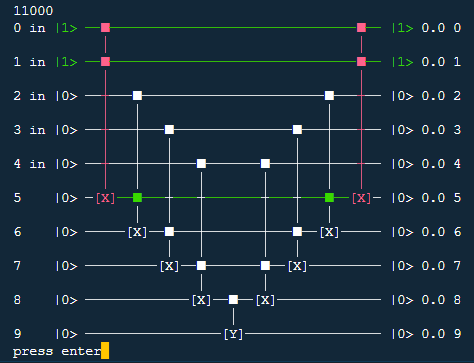 11000
0 in |1> |0> 0.0 0
1 in |1> |0> 0.0 1
2 in |0> |0> 0.0 2
3 in |0> |0> 0.0 3
4 in |0> |0> 0.0 4
5 |0> [X] [X] |0> 0.0 5
6 |0> [X] [X] |0> 0.0 6
7 |0> [X] [X] |0> 0.0 7
8 |0> [X] [X] |0> 0.0 8
9 |0> [Y] |0> 0.0 9
press enter